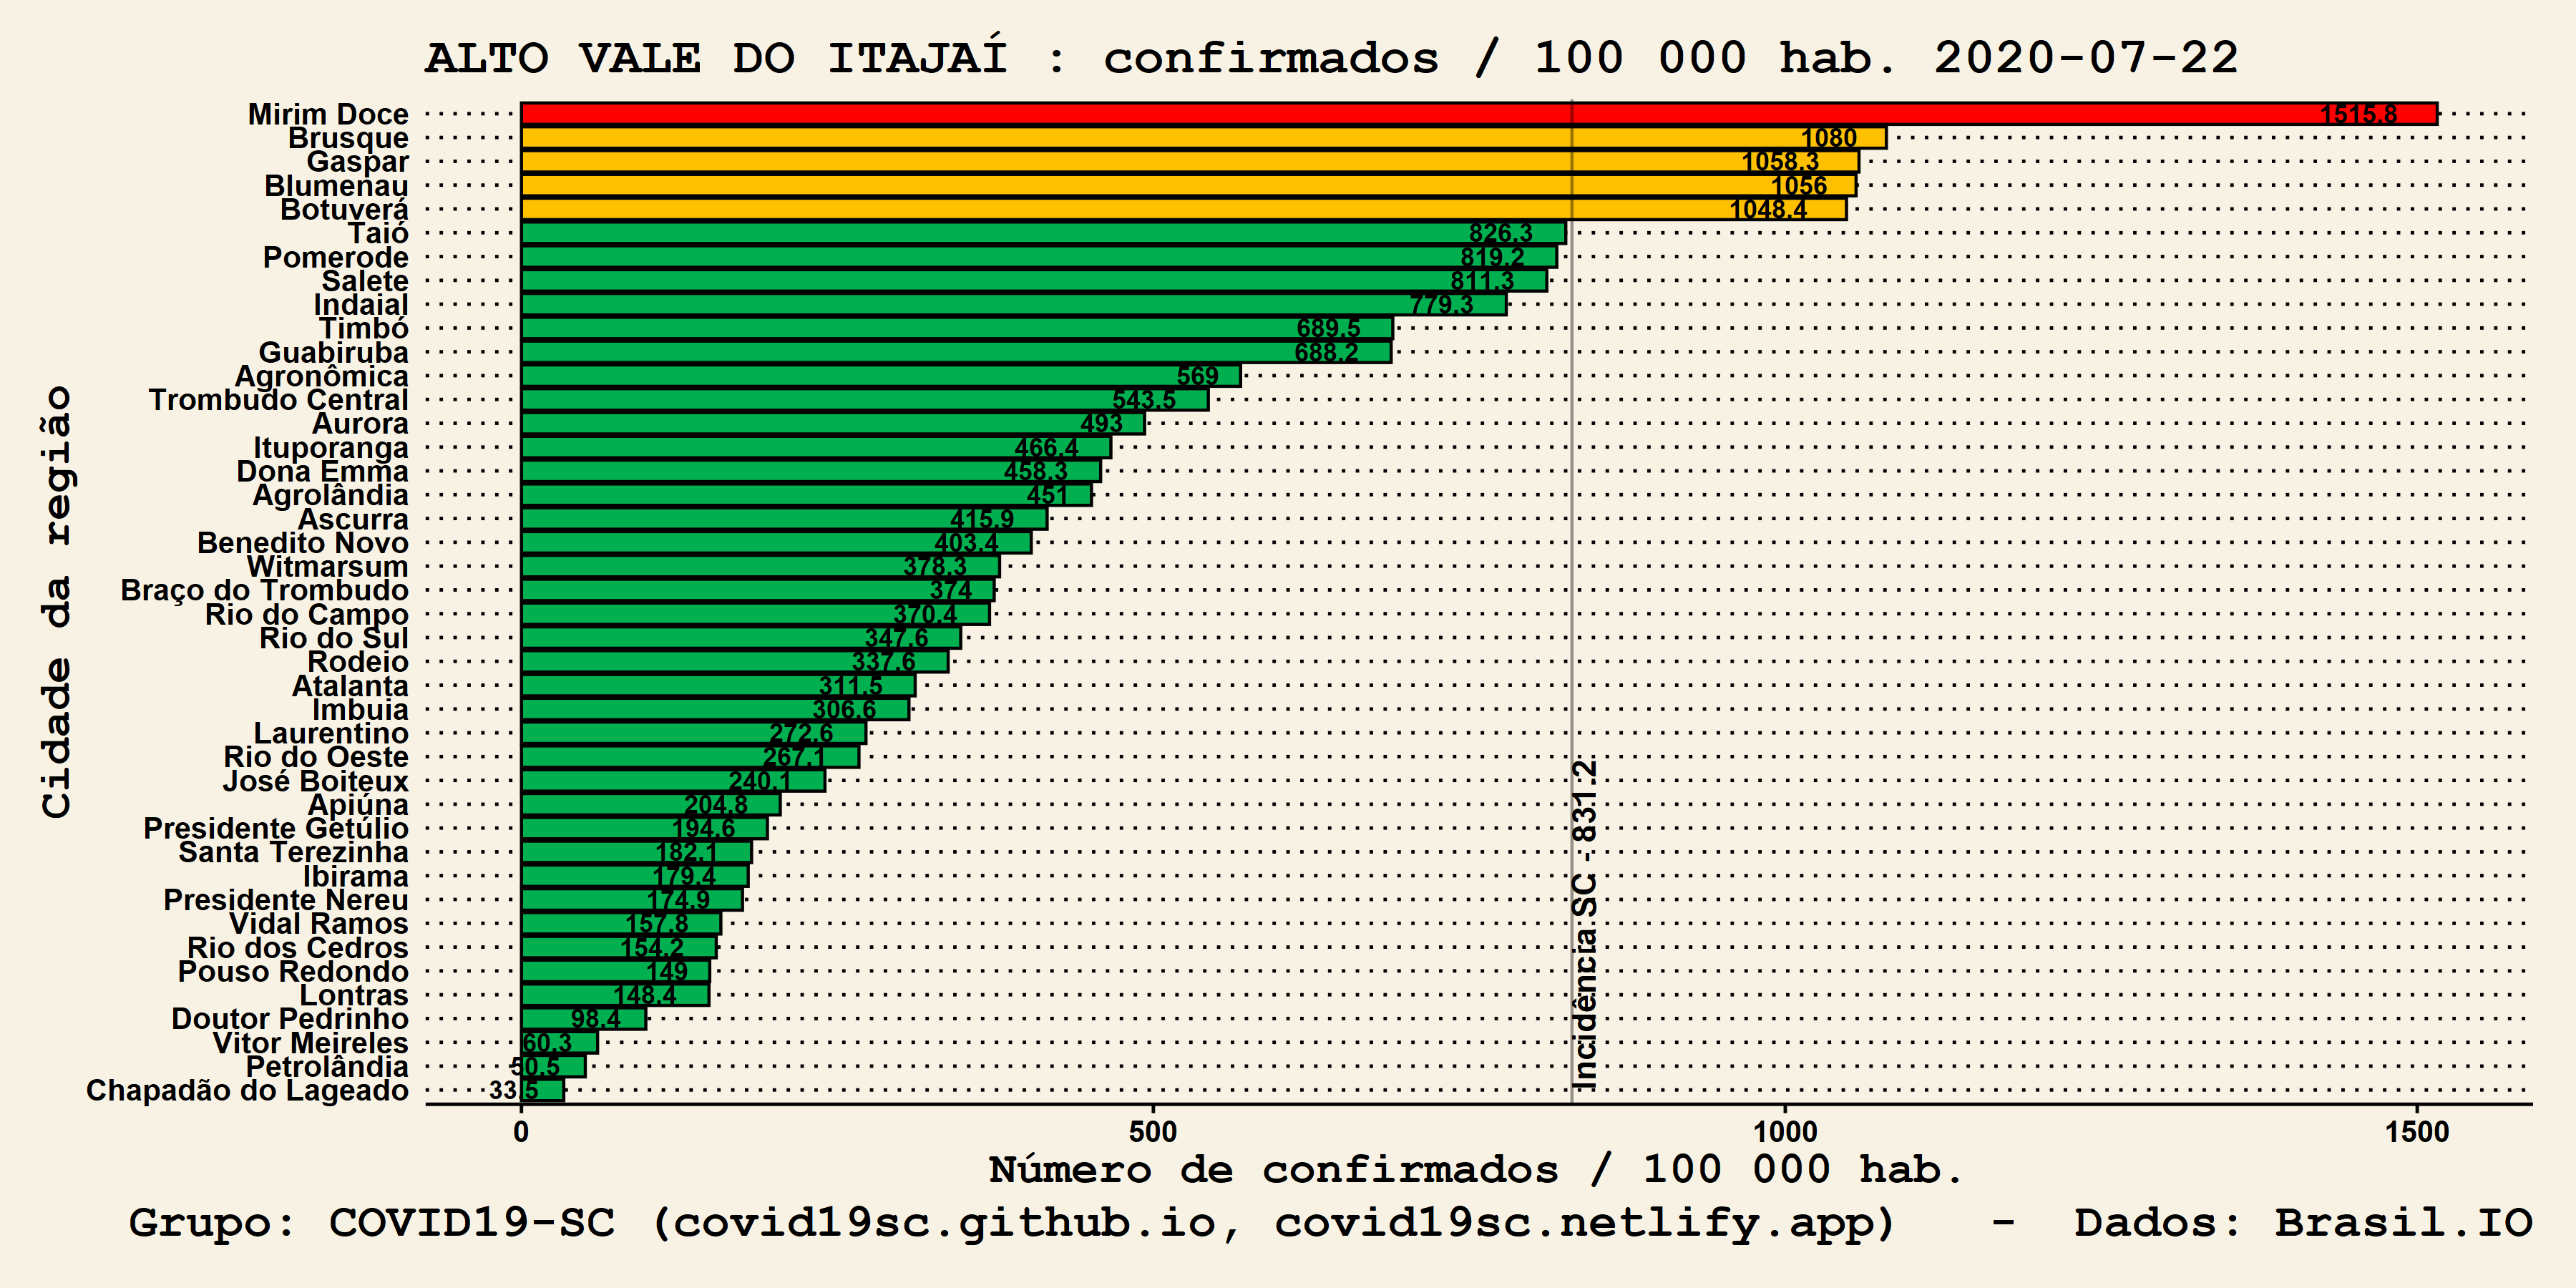 ALTO VALE DO ITAJAÍ : confirmados / 100 000 hab. 2020-07-22
Cidade da região
Mirim Doce 1515.8
Brusque 1080
Gaspar 1058.3
Blumenau 1056
Botuverá 1048.4
Taió 826.3
Pomerode 819.2
Salete 811.3
Indaial 779.3
Timbó 689.5
Guabiruba 688.2
Agronômica 569
Trombudo Central 543.5
Aurora 493
Ituporanga 466.4
Dona Emma 458.3
Agrolândia 451
Ascurra 415.9
Benedito Novo 403.4
Witmarsum 378.3
Braço do Trombudo 374
Rio do Campo 370.4
Rio do Sul 347.6
Rodeio 337.6
Atalanta 311.5
Imbuia 306.6
Laurentino 272.6
Rio do Oeste 267.1
José Boiteux 240.1
Apiúna 204.8
Presidente Getúlio 194.6
Santa Terezinha 182.1
Ibirama 179.4
Presidente Nereu 174.9
Vidal Ramos 157.8
Rio dos Cedros 154.2
Pouso Redondo 149
Lontras 148.4
Doutor Pedrinho 98.4
Vitor Meireles 60.3
Petrolândia 50.5
Chapadão do Lageado 33.5
Incidência SC - 831.2
0 500 1000 1500
Número de confirmados / 100 000 hab.
Grupo: COVID19-SC (covid19sc.github.io, covid19sc.netlify.app) - Dados: Brasil.IO